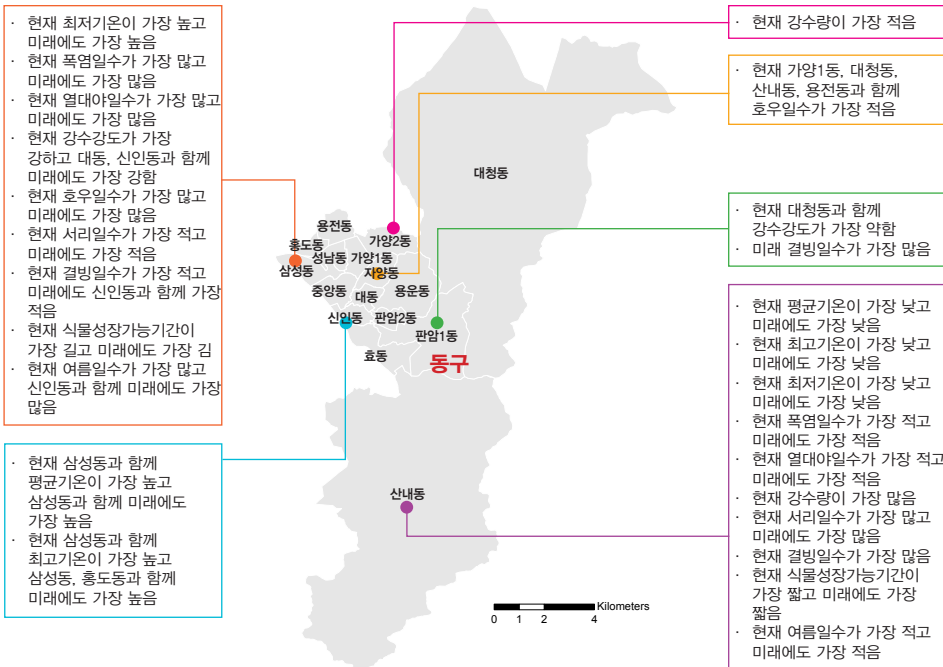 · 현재 최저기온이 가장 높고
미래에도 가장 높음
· 현재 폭염일수가 가장 많고
미래에도 가장 많음
· 현재 열대야일수가 가장 많고
미래에도 가장 많음
· 현재 강수강도가 가장
강하고 대동, 신인동과 함께
미래에도 가장 강함
· 현재 호우일수가 가장 많고
미래에도 가장 많음
· 현재 서리일수가 가장 적고
미래에도 가장 적음
· 현재 결빙일수가 가장 적고
미래에도 신인동과 함께 가장
적음
· 현재 식물성장가능기간이
가장 길고 미래에도 가장 김
· 현재 여름일수가 가장 많고
신인동과 함께 미래에도 가장
많음
· 현재 삼성동과 함께
평균기온이 가장 높고
삼성동과 함께 미래에도
가장 높음
· 현재 삼성동과 함께
최고기온이 가장 높고
삼성동, 홍도동과 함께
미래에도 가장 높음
대청동
용전동
가양2동
홍도동
성남동 가양1동
삼성동
자양동
중앙동 대동 용운동
신인동 판암2동
판암1동
효동
동구
산내동
Kilometers
0 1 2 4
· 현재 강수량이 가장 적음
· 현재 가양1동, 대청동,
산내동, 용전동과 함께
호우일수가 가장 적음
· 현재 대청동과 함께
강수강도가 가장 약함
· 미래 결빙일수가 가장 많음
· 현재 평균기온이 가장 낮고
미래에도 가장 낮음
· 현재 최고기온이 가장 낮고
미래에도 가장 낮음
· 현재 최저기온이 가장 낮고
미래에도 가장 낮음
· 현재 폭염일수가 가장 적고
미래에도 가장 적음
· 현재 열대야일수가 가장 적고
미래에도 가장 적음
· 현재 강수량이 가장 많음
· 현재 서리일수가 가장 많고
미래에도 가장 많음
· 현재 결빙일수가 가장 많음
· 현재 식물성장가능기간이
가장 짧고 미래에도 가장
짧음
· 현재 여름일수가 가장 적고
미래에도 가장 적음